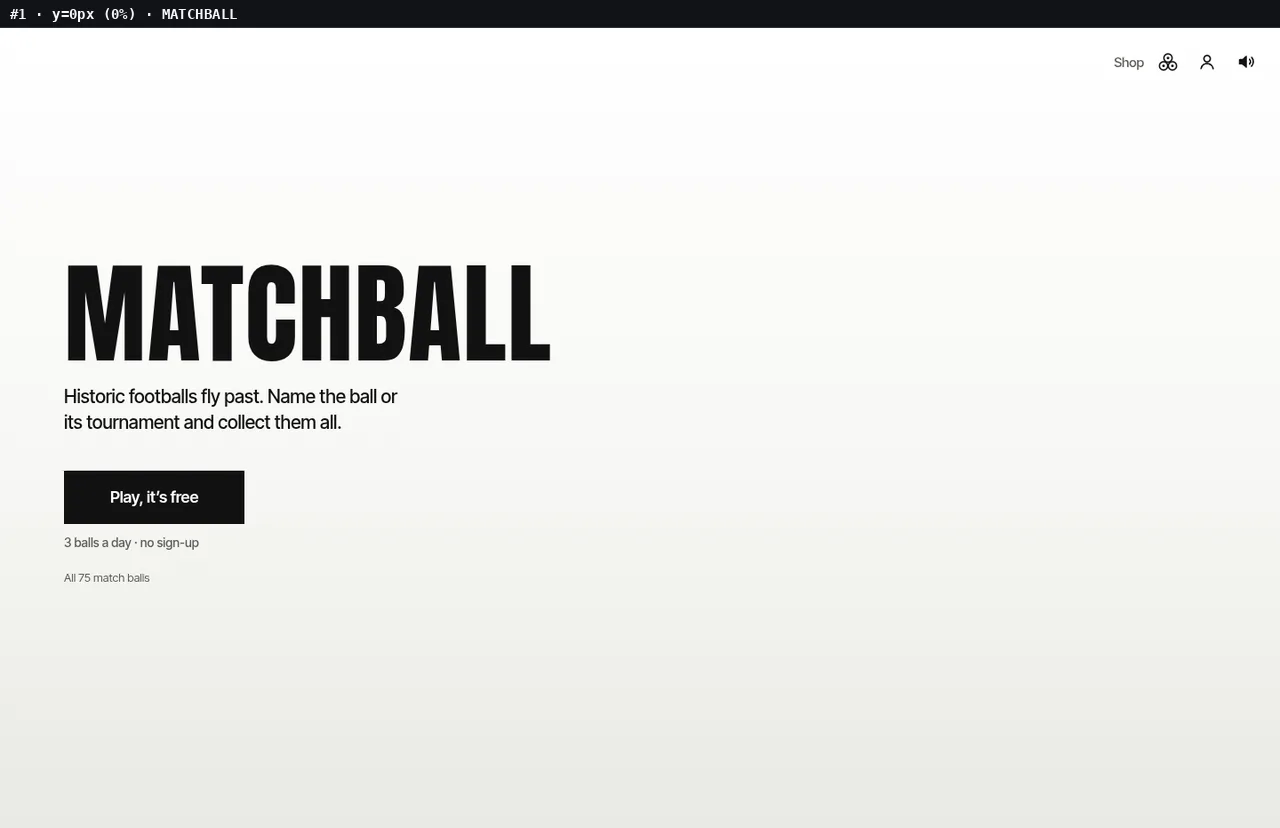 #1 · y=0px (0%) · MATCHBALL
Shop
MATCHBALL
Historic footballs fly past. Name the ball or
its tournament and collect them all.
Play, it’s free
3 balls a day · no sign-up
All 75 match balls